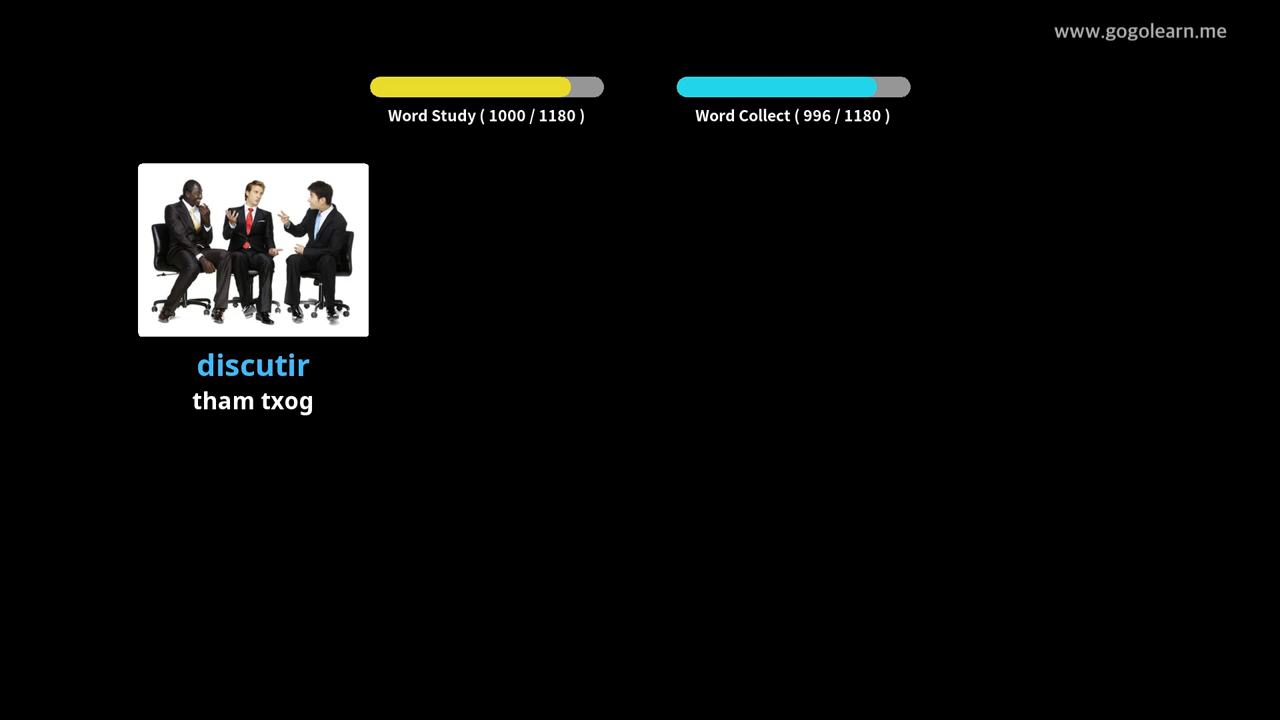 www.gogolearn.me
Word Study ( 1000 / 1180 )
Word Collect ( 996 / 1180 )
discutir
tham txog